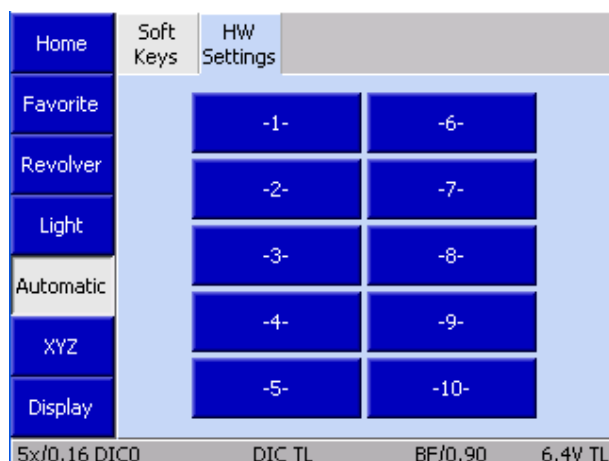 Home
Favorite
Revolver
Light
Automatic
XYZ
Display
Soft
Keys
HW
Settings
-1-
-6-
-2-
-7-
-3-
-8-
-4-
-9-
-5-
-10-
5x/0.16 DIC0 DIC TL BF/0.90 6.4V TL